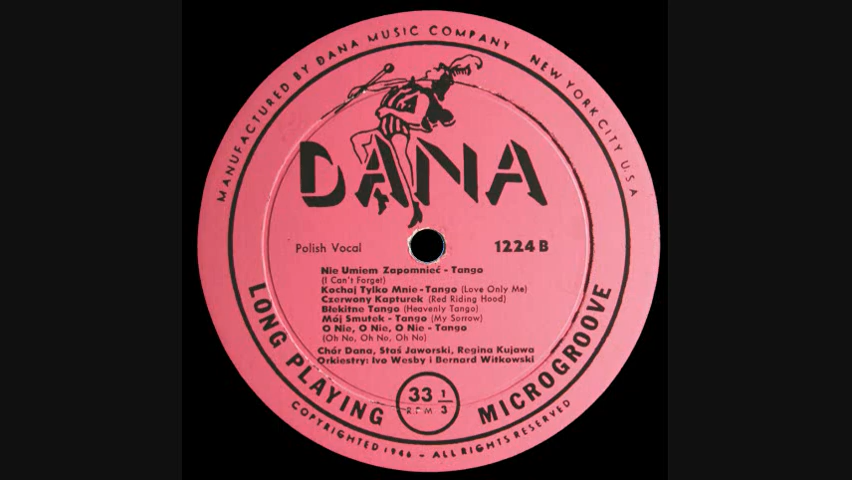 MANUFACTURED BY DANA MUSIC COMPANY NEW YORK CITY U.S.A
DANA
Polish Vocal 1224 B
Nie Umiem Zapomnieć - Tango
(I Can't Forget)
Kochaj Tylko Mnie - Tango (Love Only Me)
Czerwony Kapturek (Red Riding Hood)
Błekitne Tango (Heavenly Tango)
Mój Smutek - Tango (My Sorrow)
O Nie, O Nie, O Nie - Tango
(Oh No, Oh No, Oh No)
Chór Dana, Staś Jaworski, Regina Kujawa
Orkiestry: Ivo Wesby i Bernard Witkowski
33 1/3
R.P.M.
LONG PLAYING MICROGROOVE
COPYRIGHTED 1946 - ALL RIGHTS RESERVED